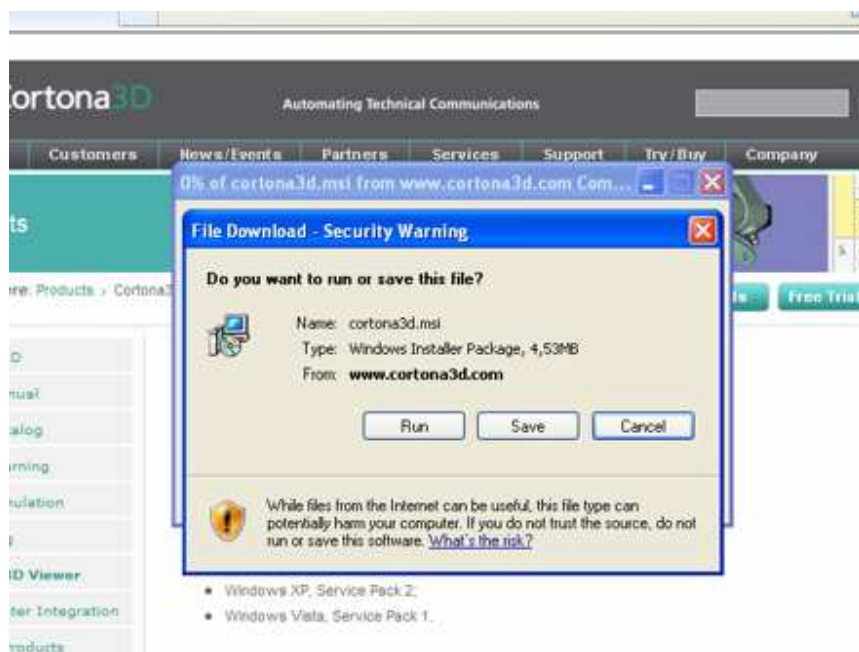 ortona3D
Automating Technical Communications
Customers News/Events Partners Services Support Try/Buy Company
0% of cortona3d.msi from www.cortona3d.com Com...
ts
File Download - Security Warning
Do you want to run or save this file?
ere: Products › Cortona3
Free Trial
Name: cortona3d.msi
Type: Windows Installer Package, 4,53MB
From: www.cortona3d.com
Run Save Cancel
D
nual
alog
rning
ulation
While files from the Internet can be useful, this file type can
potentially harm your computer. If you do not trust the source, do not
run or save this software. What's the risk?
D Viewer
ter Integration
roducts
Windows XP, Service Pack 2;
Windows Vista, Service Pack 1.